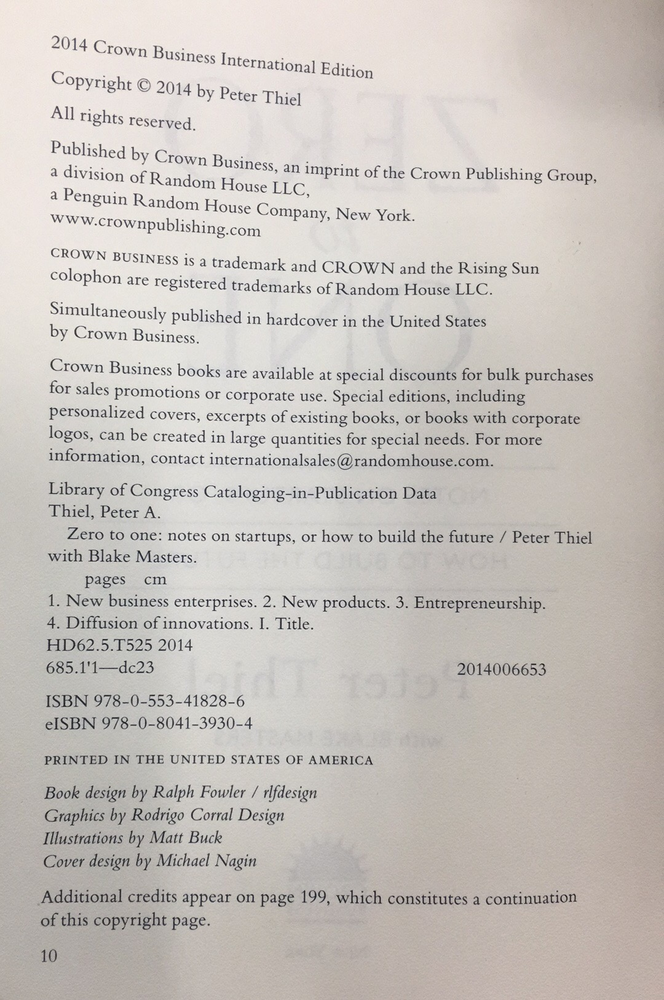 2014 Crown Business International Edition
Copyright © 2014 by Peter Thiel
All rights reserved.
Published by Crown Business, an imprint of the Crown Publishing Group,
a division of Random House LLC,
a Penguin Random House Company, New York.
www.crownpublishing.com
CROWN BUSINESS is a trademark and CROWN and the Rising Sun
colophon are registered trademarks of Random House LLC.
Simultaneously published in hardcover in the United States
by Crown Business.
Crown Business books are available at special discounts for bulk purchases
for sales promotions or corporate use. Special editions, including
personalized covers, excerpts of existing books, or books with corporate
logos, can be created in large quantities for special needs. For more
information, contact internationalsales@randomhouse.com.
Library of Congress Cataloging-in-Publication Data
Thiel, Peter A.
Zero to one: notes on startups, or how to build the future / Peter Thiel
with Blake Masters.
pages cm
1. New business enterprises. 2. New products. 3. Entrepreneurship.
4. Diffusion of innovations. I. Title.
HD62.5.T525 2014
685.1'1—dc23 2014006653
ISBN 978-0-553-41828-6
eISBN 978-0-8041-3930-4
PRINTED IN THE UNITED STATES OF AMERICA
Book design by Ralph Fowler / rlfdesign
Graphics by Rodrigo Corral Design
Illustrations by Matt Buck
Cover design by Michael Nagin
Additional credits appear on page 199, which constitutes a continuation
of this copyright page.
10